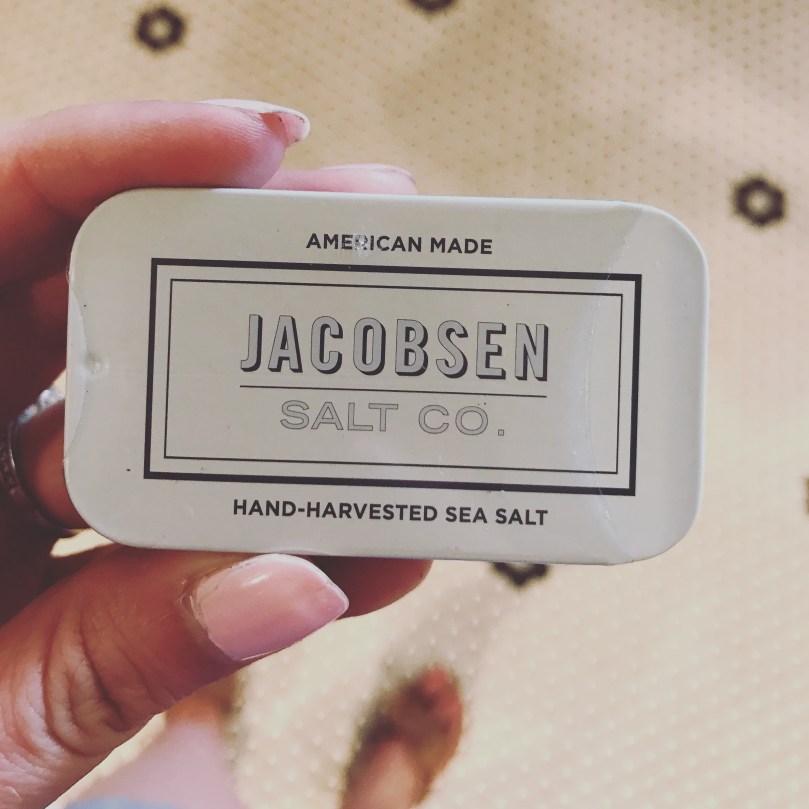 AMERICAN MADE
JACOBSEN
SALT CO.
HAND-HARVESTED SEA SALT